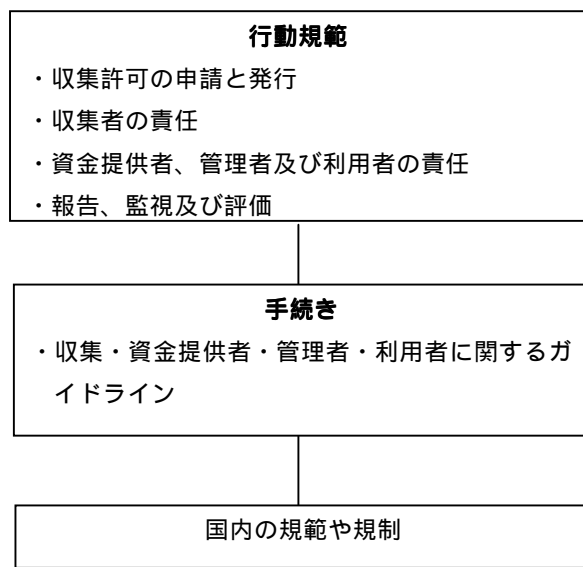 行動規範
・収集許可の申請と発行
・収集者の責任
・資金提供者、管理者及び利用者の責任
・報告、監視及び評価
手続き
・収集・資金提供者・管理者・利用者に関するガ
イドライン
国内の規範や規制